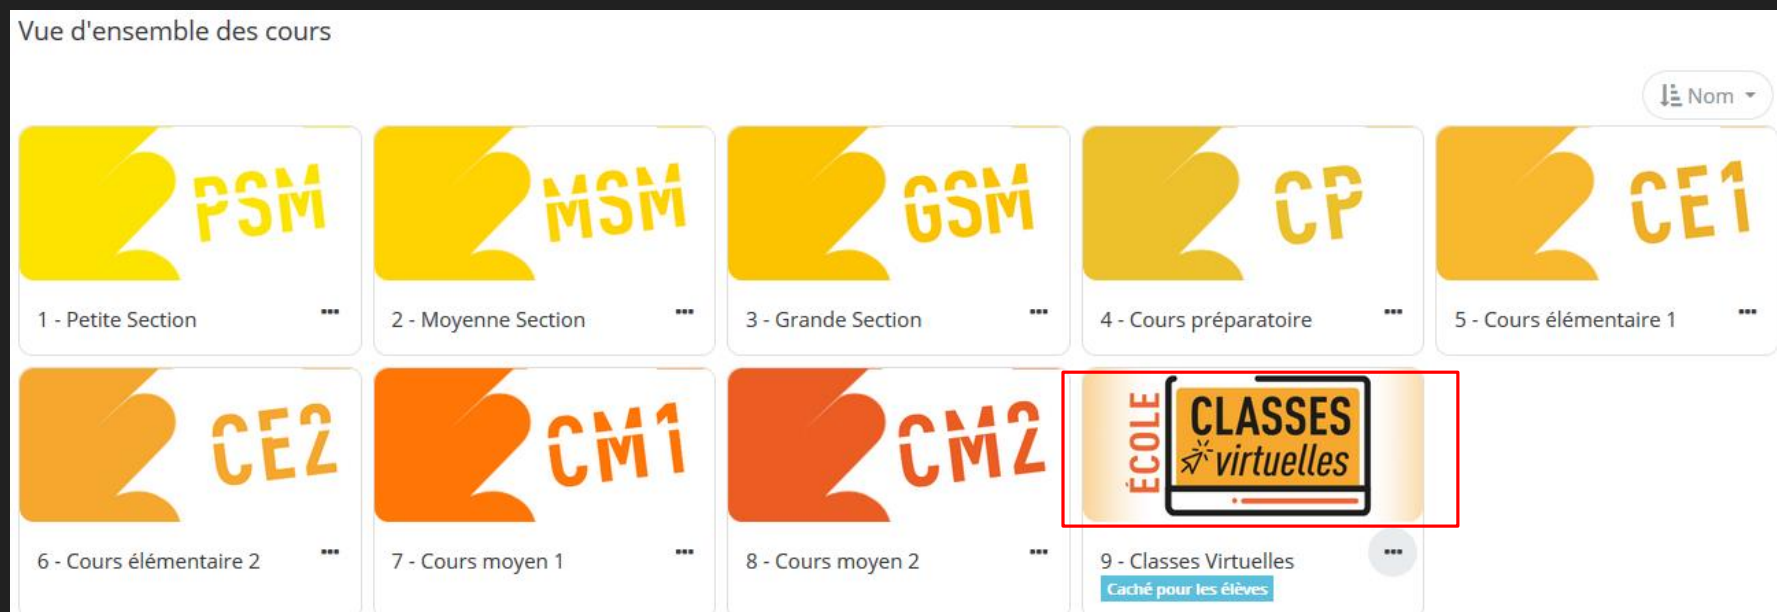 Vue d'ensemble des cours
Nom
PSM
MSM
GSM
CP
CE1
1 - Petite Section
2 - Moyenne Section
3 - Grande Section
4 - Cours préparatoire
5 - Cours élémentaire 1
CE2
CM1
CM2
ÉCOLE
CLASSES
virtuelles
6 - Cours élémentaire 2
7 - Cours moyen 1
8 - Cours moyen 2
9 - Classes Virtuelles
Caché pour les élèves